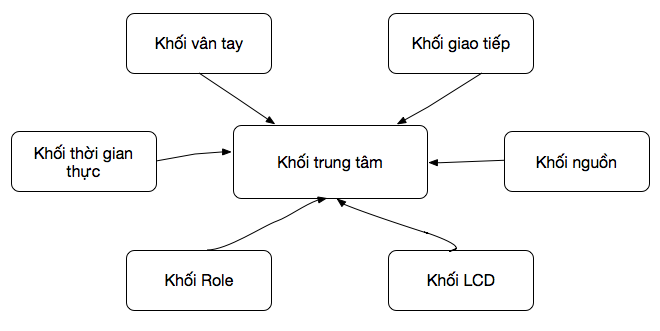 Khối vân tay
Khối giao tiếp
Khối thời gian
thực
Khối trung tâm
Khối nguồn
Khối Role
Khối LCD